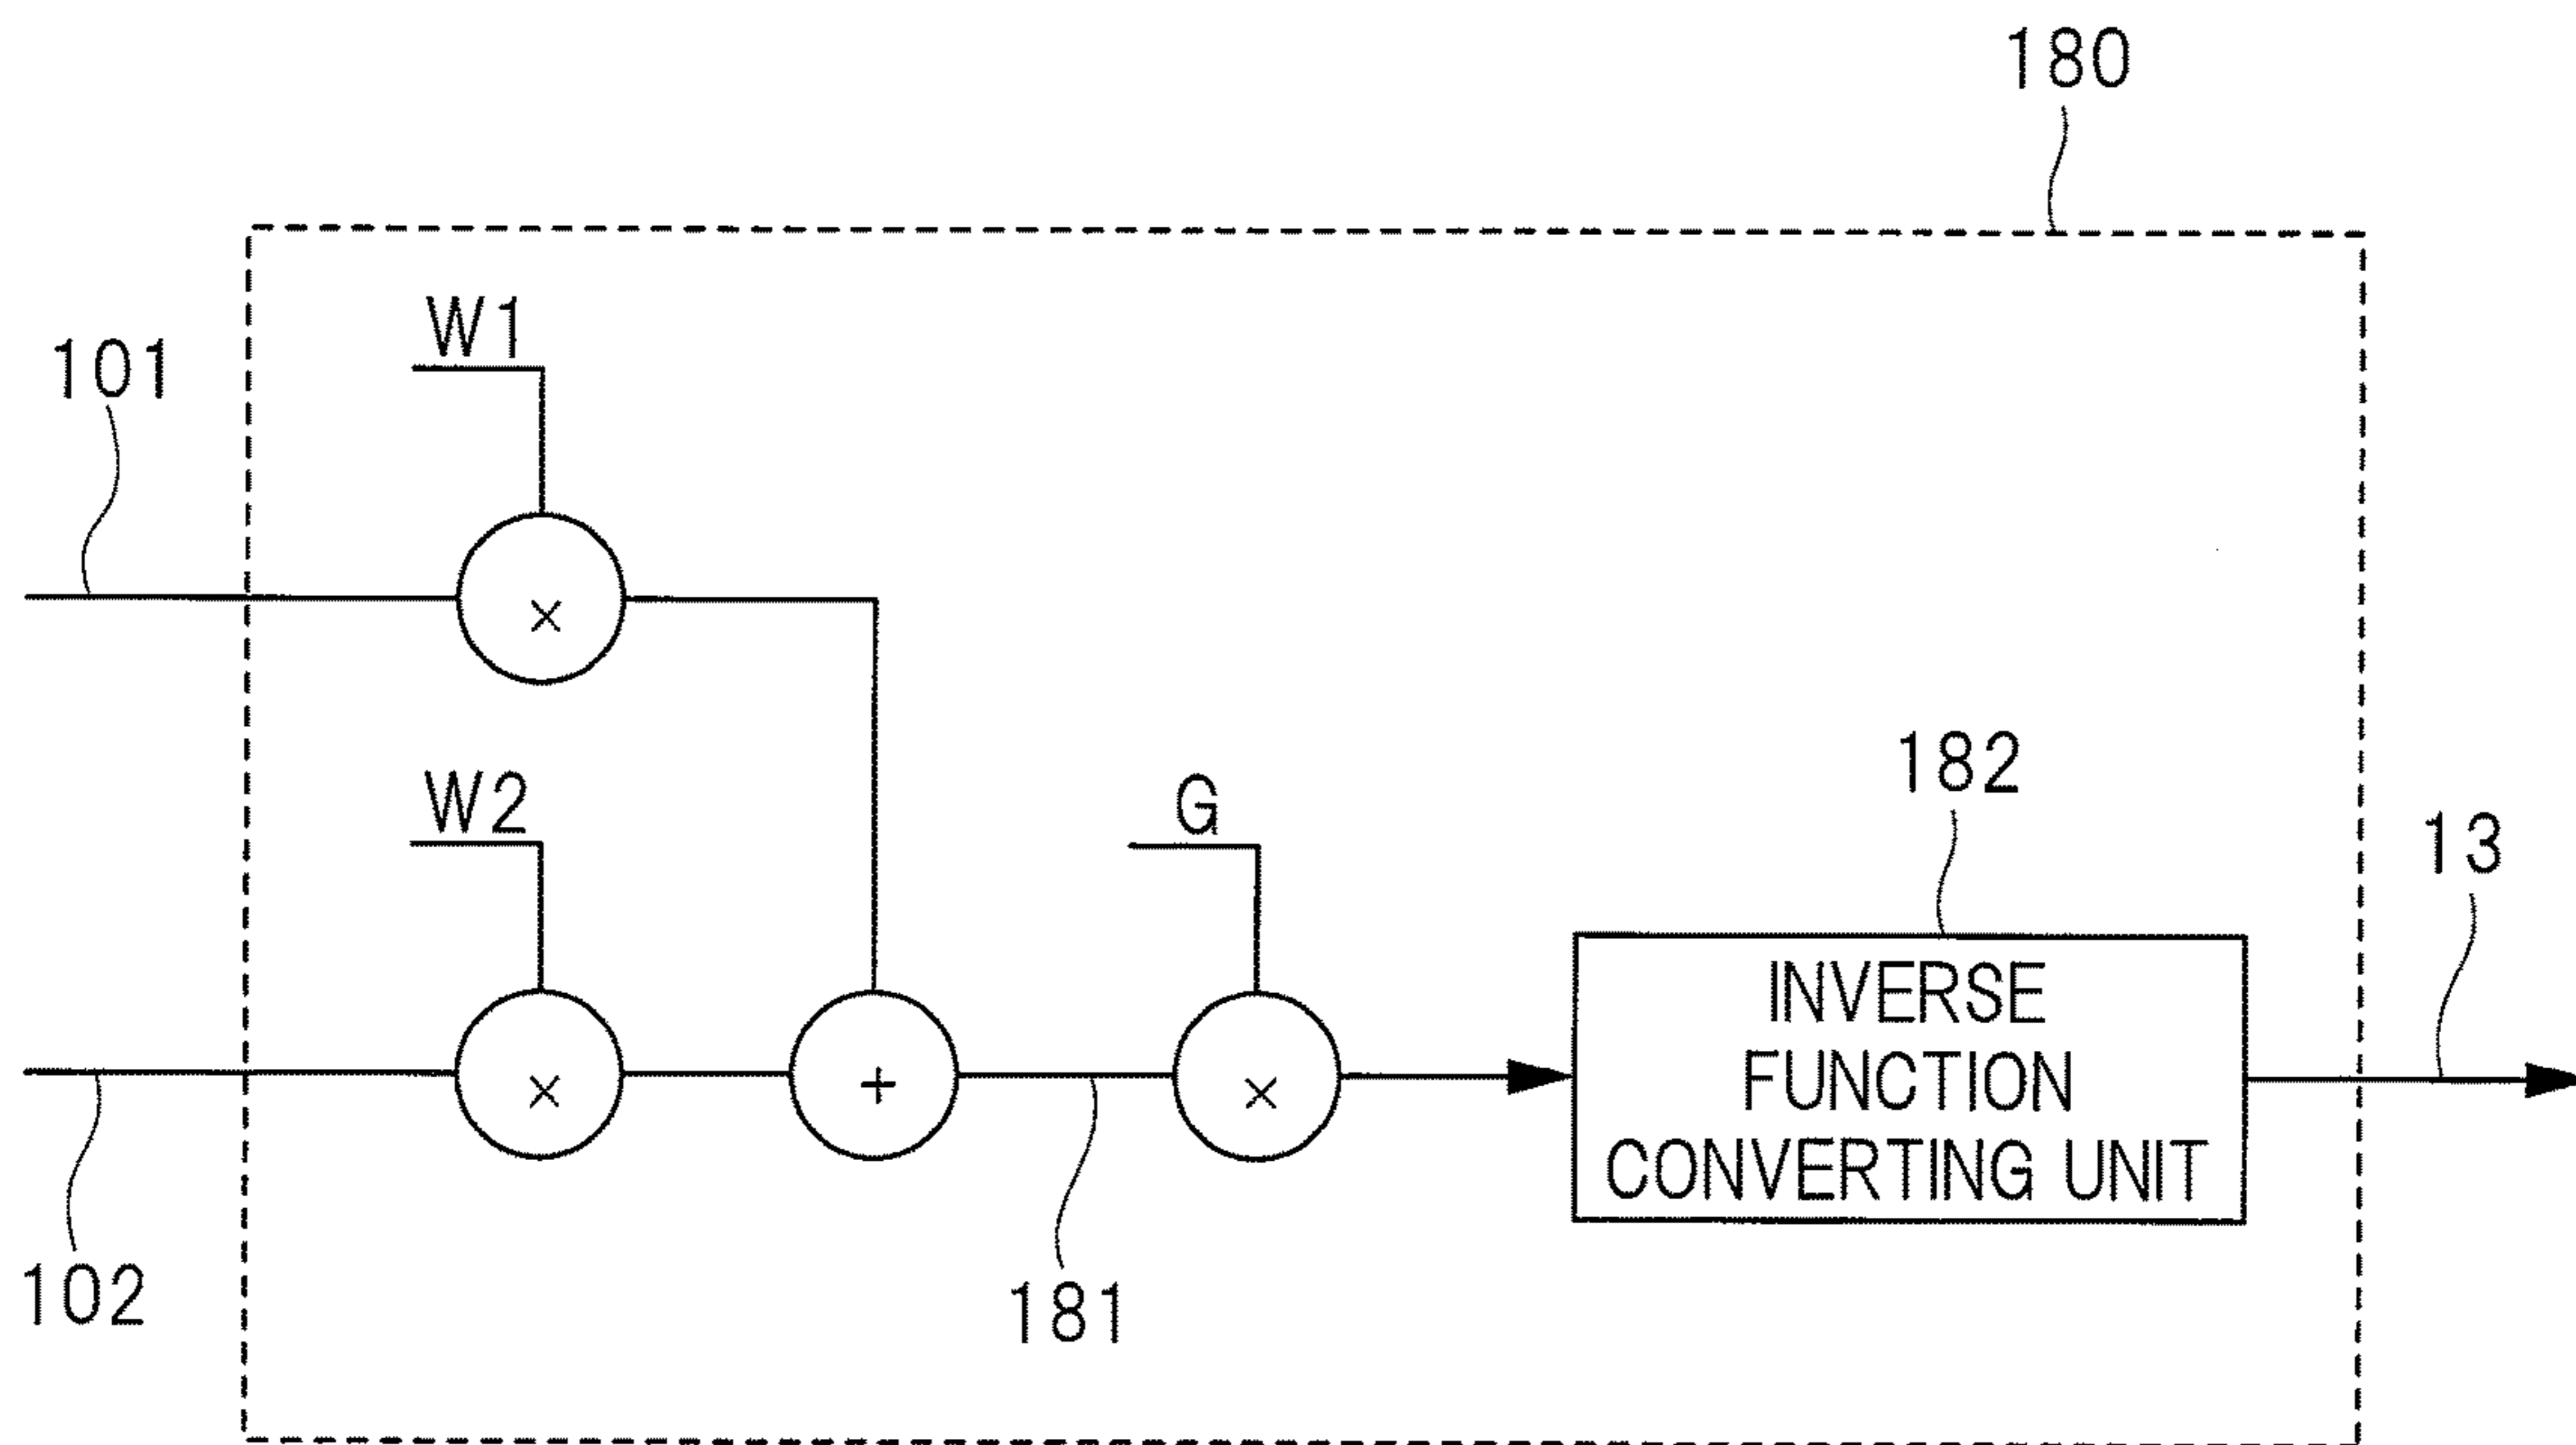 180
W1
101
×
W2
G
182
13
INVERSE
FUNCTION
CONVERTING UNIT
×
+
×
102
181